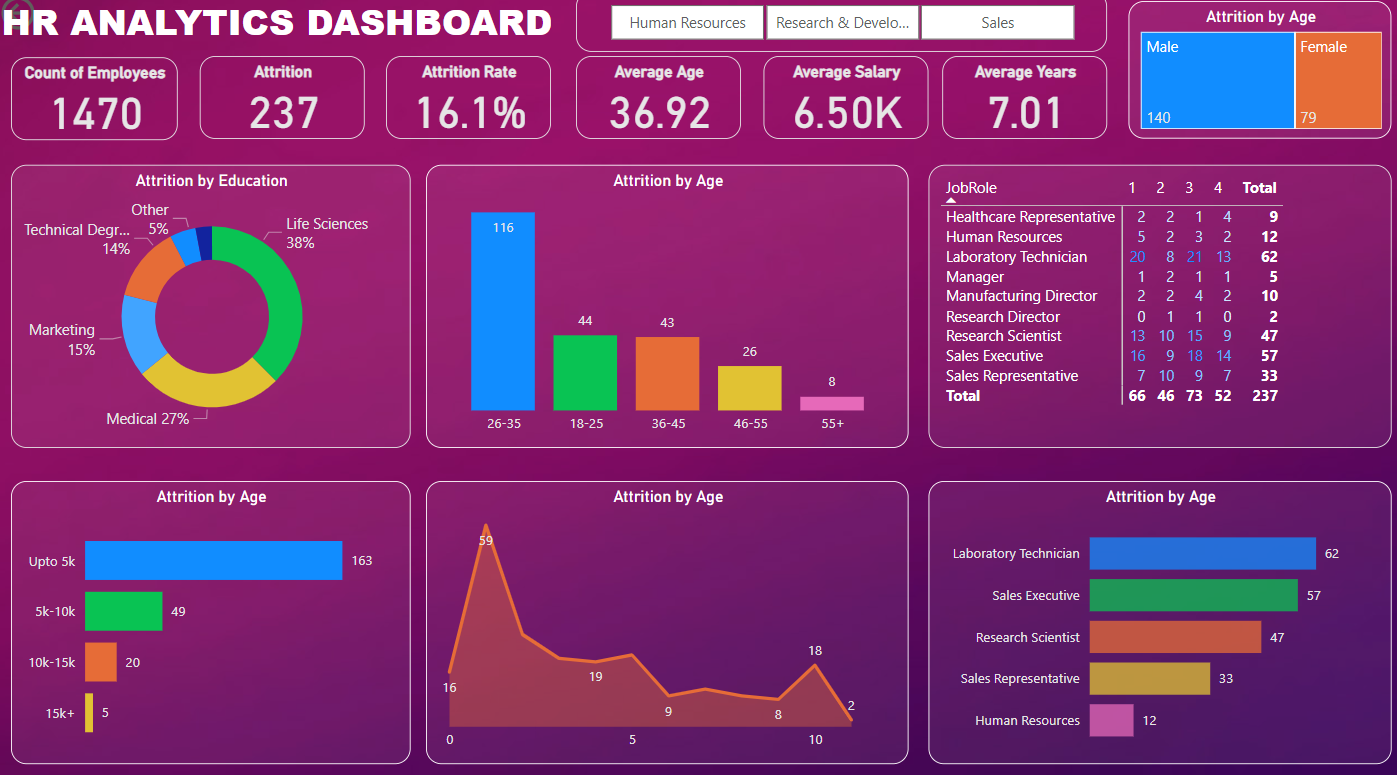 HR ANALYTICS DASHBOARD
Human Resources
Research & Develo...
Sales
Count of Employees
1470
Attrition
237
Attrition Rate
16.1%
Average Age
36.92
Average Salary
6.50K
Average Years
7.01
Attrition by Age
Male
Female
140
79
Attrition by Education
Other
5%
Technical Degr...
14%
Life Sciences
38%
Marketing
15%
Medical 27%
Attrition by Age
116
44
43
26
8
26-35
18-25
36-45
46-55
55+
JobRole 1 2 3 4 Total
Healthcare Representative 2 2 1 4 9
Human Resources 5 2 3 2 12
Laboratory Technician 20 8 21 13 62
Manager 1 2 1 1 5
Manufacturing Director 2 2 4 2 10
Research Director 0 1 1 0 2
Research Scientist 13 10 15 9 47
Sales Executive 16 9 18 14 57
Sales Representative 7 10 9 7 33
Total 66 46 73 52 237
Attrition by Age
Upto 5k 163
5k-10k 49
10k-15k 20
15k+ 5
Attrition by Age
59
16
19
9
8
18
2
0 5 10
Attrition by Age
Laboratory Technician 62
Sales Executive 57
Research Scientist 47
Sales Representative 33
Human Resources 12